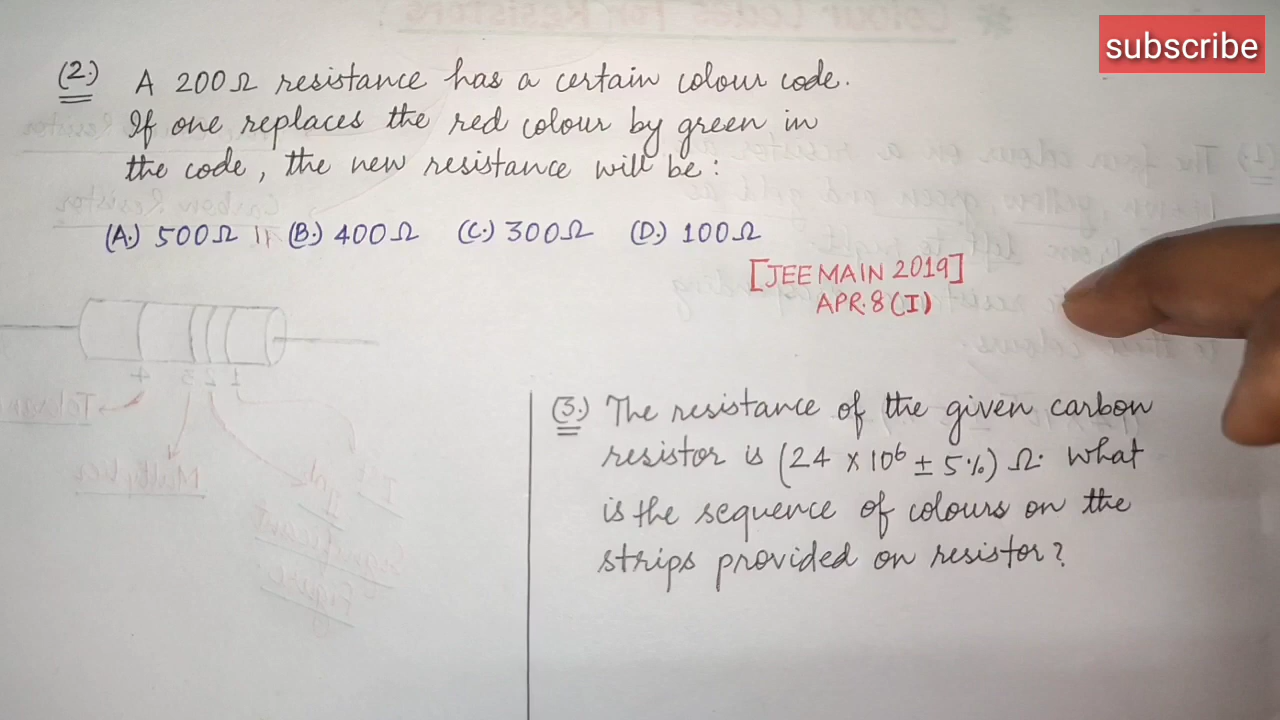 subscribe
(2.) A 200Ω resistance has a certain colour code.
If one replaces the red colour by green in
the code, the new resistance will be:
(A.) 500Ω (B.) 400Ω (C.) 300Ω (D.) 100Ω
[JEE MAIN 2019]
APR. 8 (I)
(3.) The resistance of the given carbon
resistor is (24 × 10⁶ ± 5%) Ω. What
is the sequence of colours on the
strips provided on resistor?